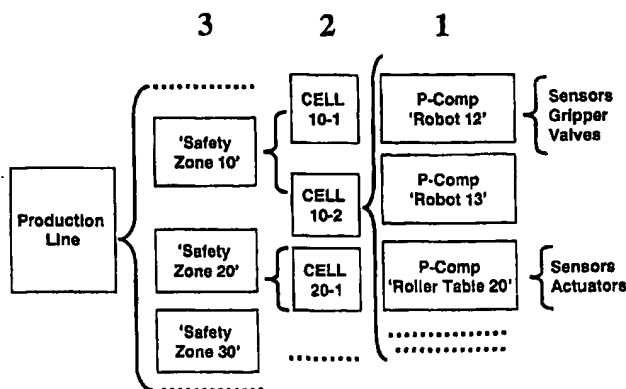 3
2
1
Production
Line
'Safety
Zone 10'
'Safety
Zone 20'
'Safety
Zone 30'
CELL
10-1
CELL
10-2
CELL
20-1
P-Comp
'Robot 12'
P-Comp
'Robot 13'
P-Comp
'Roller Table 20'
Sensors
Gripper
Valves
Sensors
Actuators